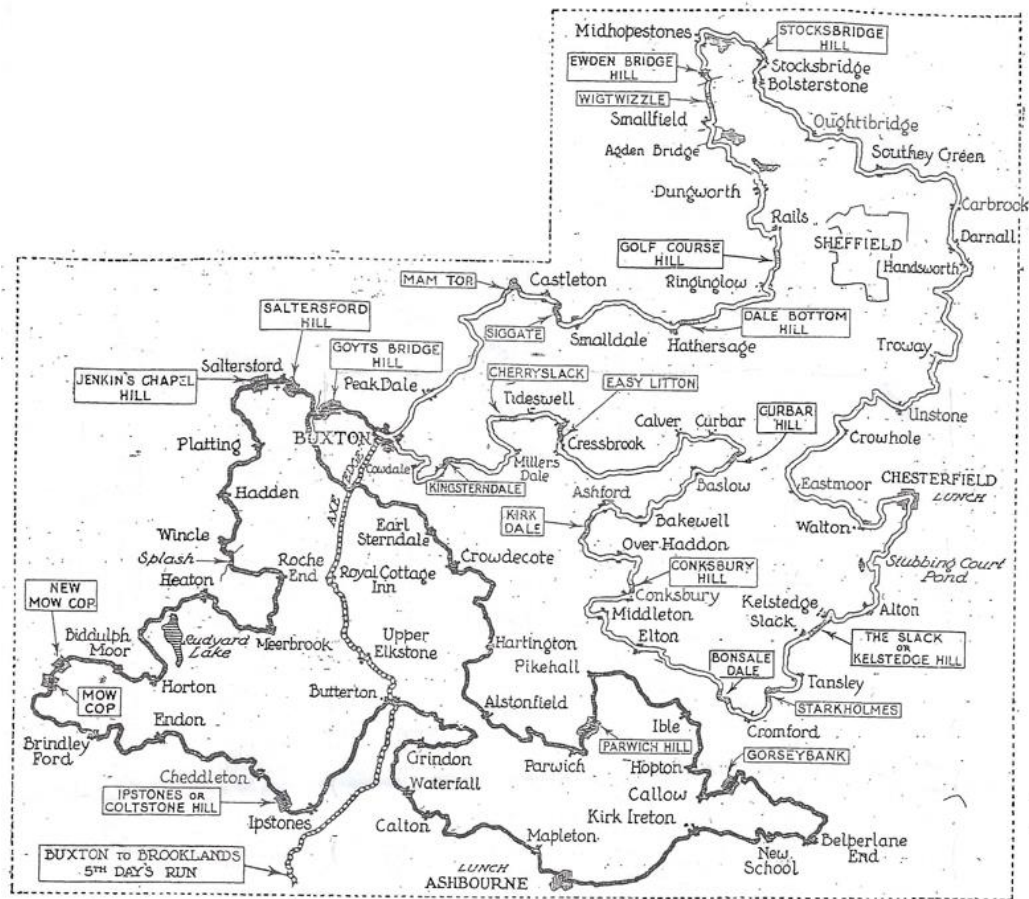 Midhopestones
STOCKSBRIDGE
HILL
EWDEN BRIDGE
HILL
Stocksbridge
Bolsterstone
WIGTWIZZLE
Smallfield
Oughtibridge
Agden Bridge
Southey Green
Dungworth
Carbrook
Rails
Darnall
SHEFFIELD
GOLF COURSE
HILL
Handsworth
MAM TOR
Castleton
Ringinglow
SALTERSFORD
HILL
SIGGATE
Smalldale
DALE BOTTOM
HILL
Hathersage
GOYTS BRIDGE
HILL
Troway
Saltersford
JENKIN'S CHAPEL
HILL
Peak Dale
CHERRYSLACK
EASY LITTON
Tideswell
Unstone
Calver
Curbar
CURBAR
HILL
Crowhole
Platting
BUXTON
Cressbrook
Cowdale
Millers
Dale
KINGSTERNDALE
Baslow
Eastmoor
CHESTERFIELD
LUNCH
Hadden
AXE EDGE
Ashford
KIRK
DALE
Bakewell
Walton
Earl
Sterndale
Wincle
Splash
Roche
End
Crowdecote
Over Haddon
CONKSBURY
HILL
Stubbing Court
Pond
NEW
MOW COP
Heaton
Royal Cottage
Inn
Conksbury
Middleton
Kelstedge
Slack
Alton
Biddulph
Moor
Rudyard
Lake
Meerbrook
Upper
Elkstone
Hartington
Elton
THE SLACK
OR
KELSTEDGE HILL
Pikehall
BONSALE
DALE
MOW
COP
Horton
Butterton
Tansley
Alstonfield
STARKHOLMES
Endon
Ible
Cromford
Brindley
Ford
Grindon
Parwich
PARWICH HILL
Hopton
GORSEYBANK
Cheddleton
Waterfall
IPSTONES OR
COLTSTONE HILL
Callow
Ipstones
Calton
Kirk Ireton
Mapleton
Belperlane
End
New
School
BUXTON TO BROOKLANDS
5TH DAY'S RUN
LUNCH
ASHBOURNE